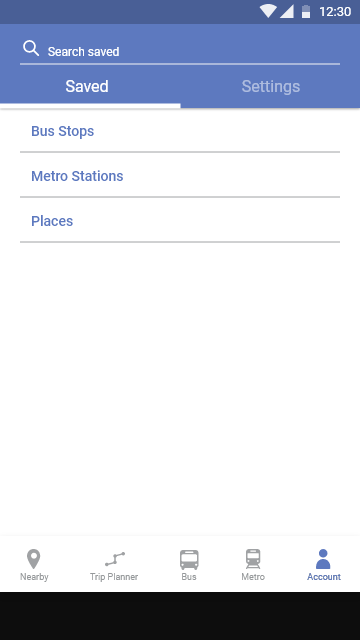 12:30
Search saved
Saved Settings
Bus Stops
Metro Stations
Places
Nearby Trip Planner Bus Metro Account